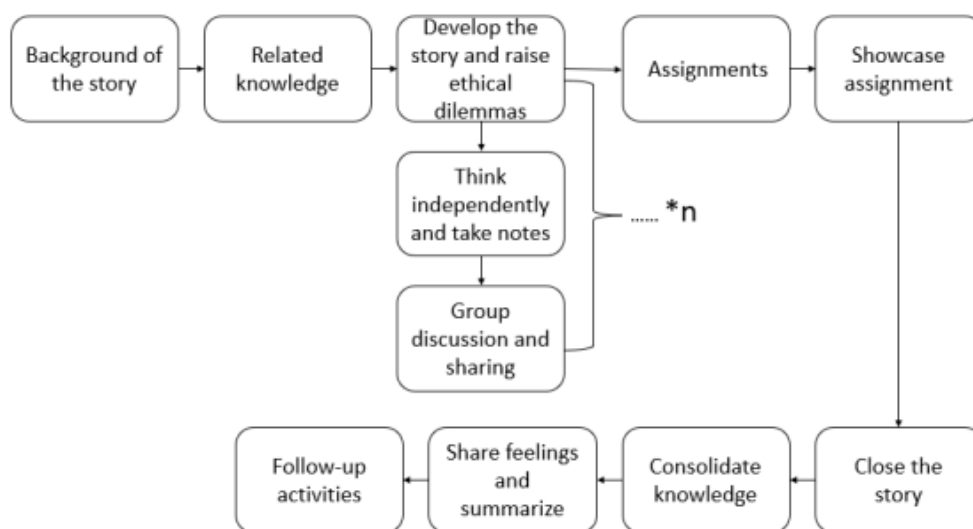 Background of
the story
Related
knowledge
Develop the
story and raise
ethical
dilemmas
Assignments
Showcase
assignment
Think
independently
and take notes
...... *n
Group
discussion and
sharing
Follow-up
activities
Share feelings
and
summarize
Consolidate
knowledge
Close the
story